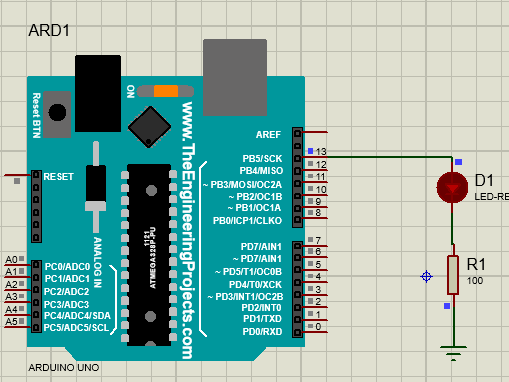 ARD1
Reset BTN
ON
www.TheEngineeringProjects.com
1121
ATMEGA328P-PU
ANALOG IN
RESET
A0 PC0/ADC0
A1 PC1/ADC1
A2 PC2/ADC2
A3 PC3/ADC3
A4 PC4/ADC4/SDA
A5 PC5/ADC5/SCL
AREF
PB5/SCK 13
PB4/MISO 12
~ PB3/MOSI/OC2A 11
~ PB2/OC1B 10
~ PB1/OC1A 9
PB0/ICP1/CLKO 8
PD7/AIN1 7
~ PD7/AIN1 6
~ PD5/T1/OC0B 5
PD4/T0/XCK 4
~ PD3/INT1/OC2B 3
PD2/INT0 2
PD1/TXD 1
PD0/RXD 0
D1
LED-RE
R1
100
ARDUINO UNO